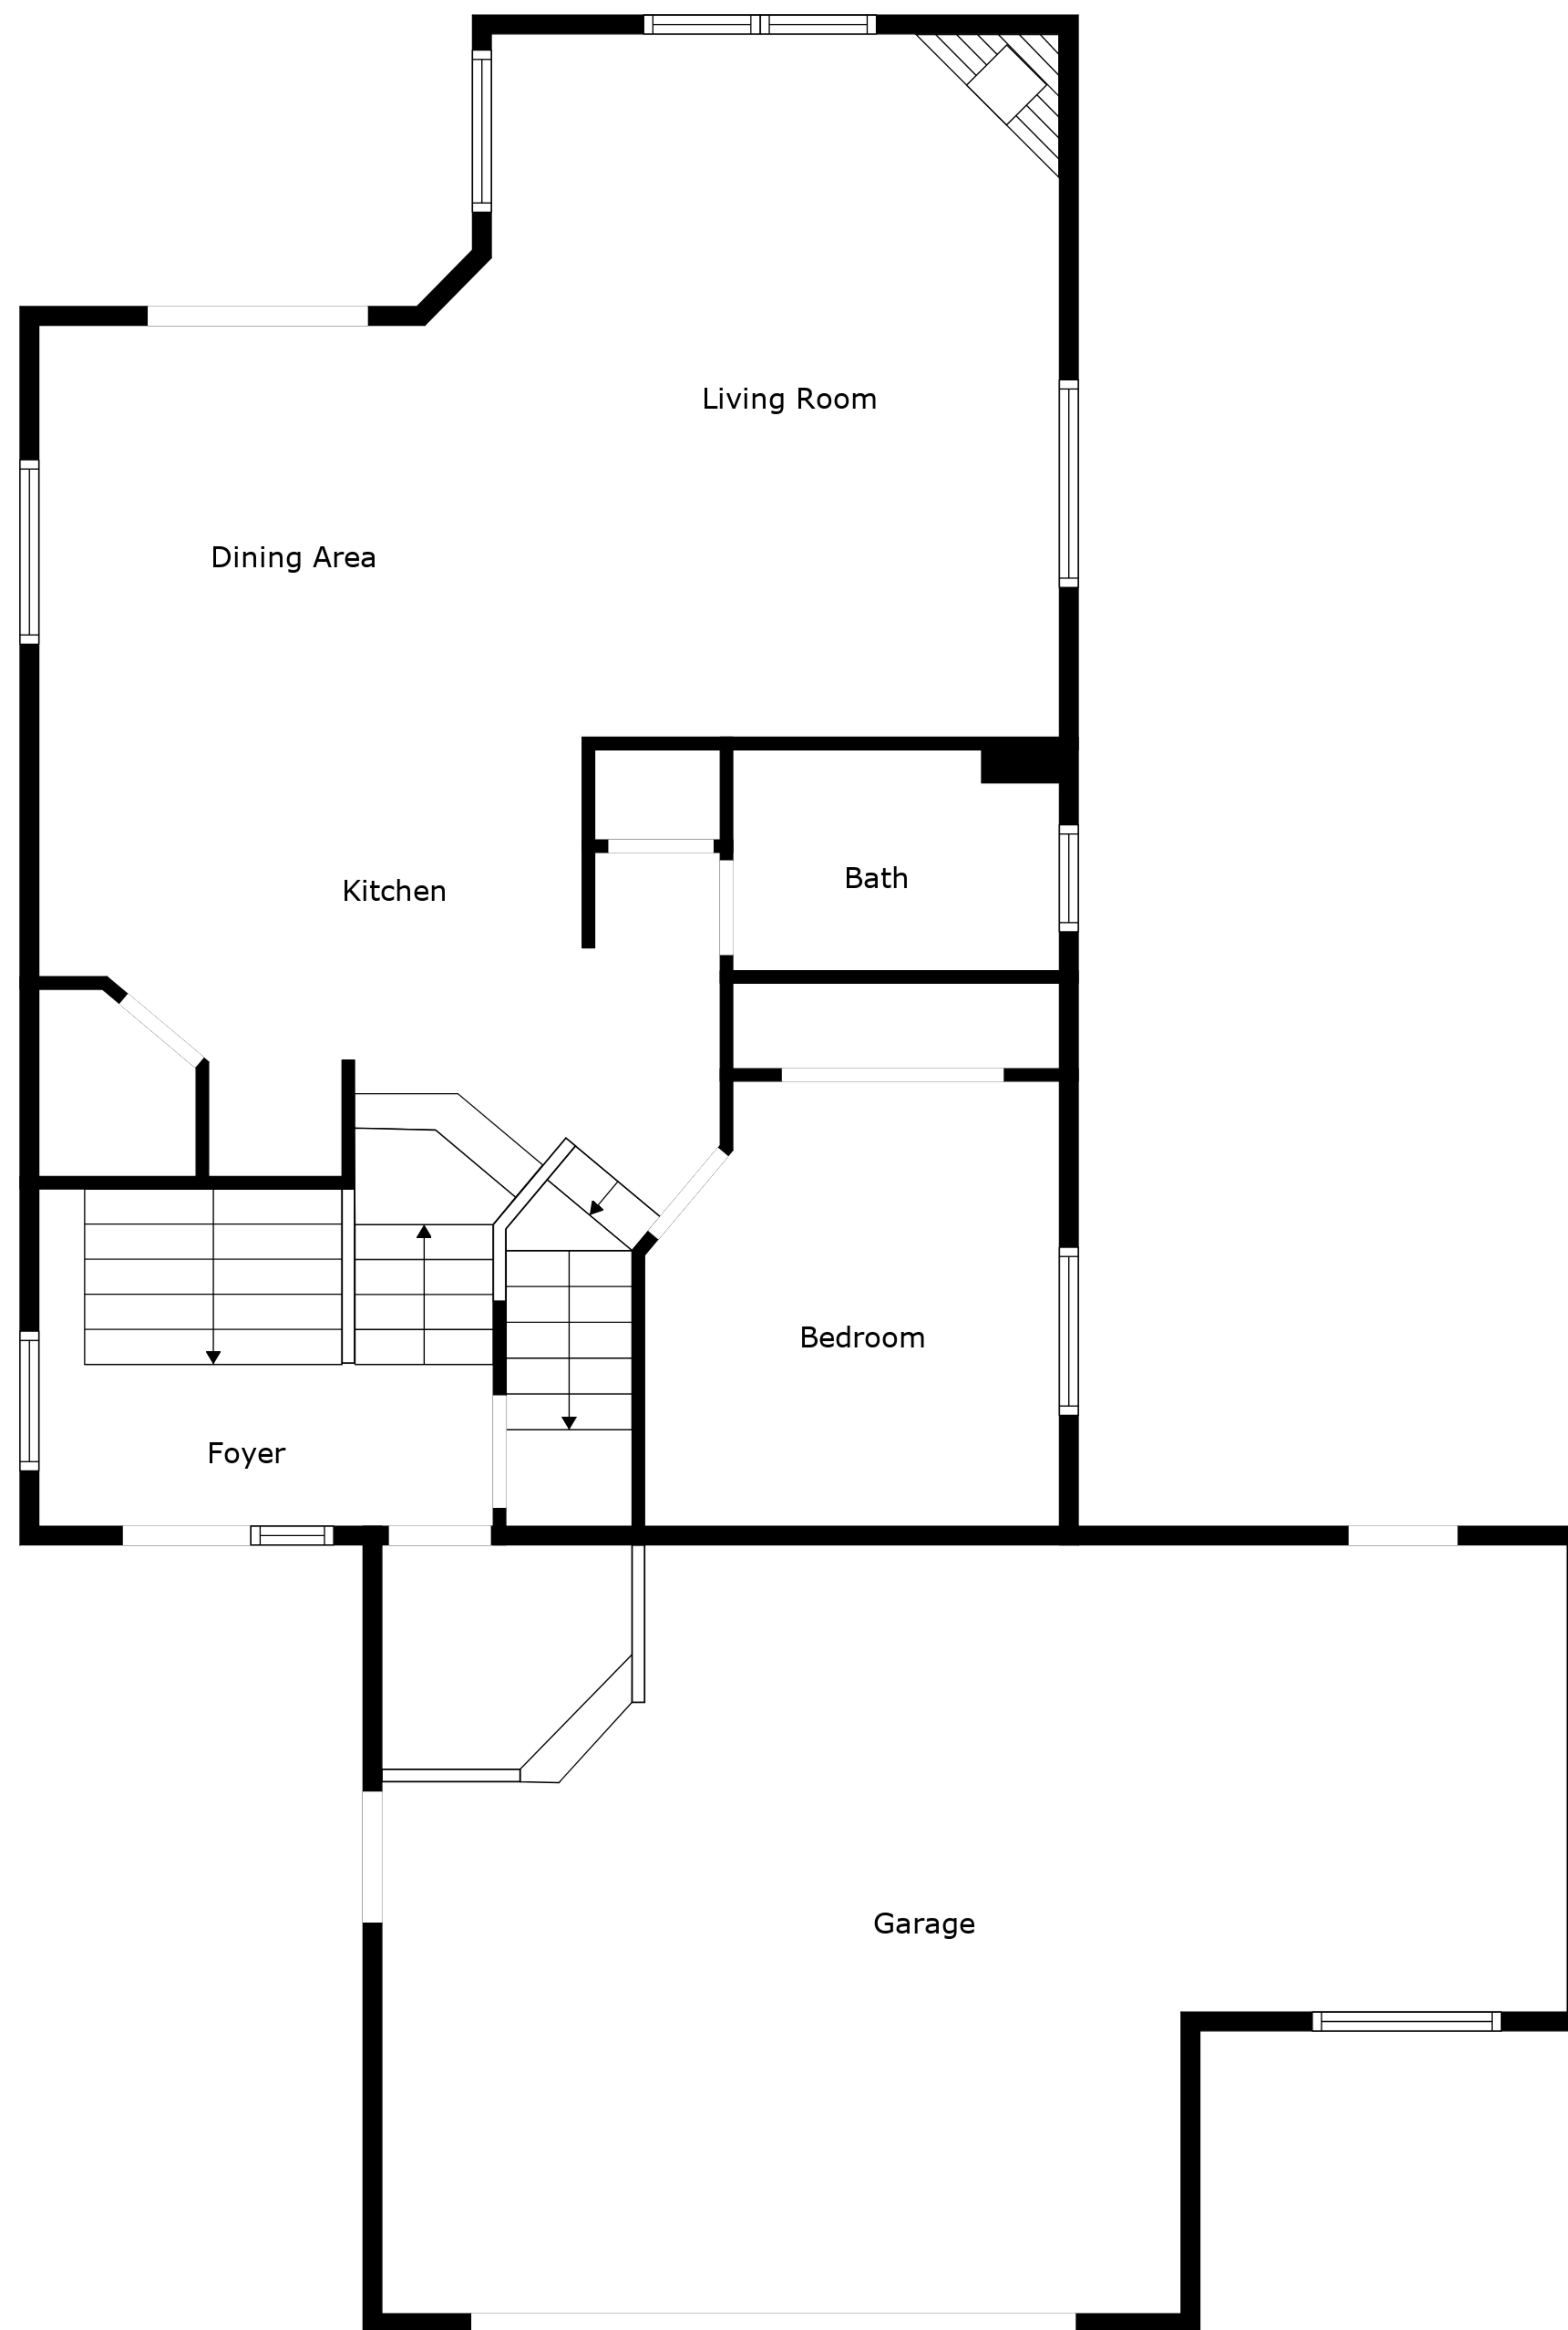 Living Room
Dining Area
Bath
Kitchen
Bedroom
Foyer
Garage